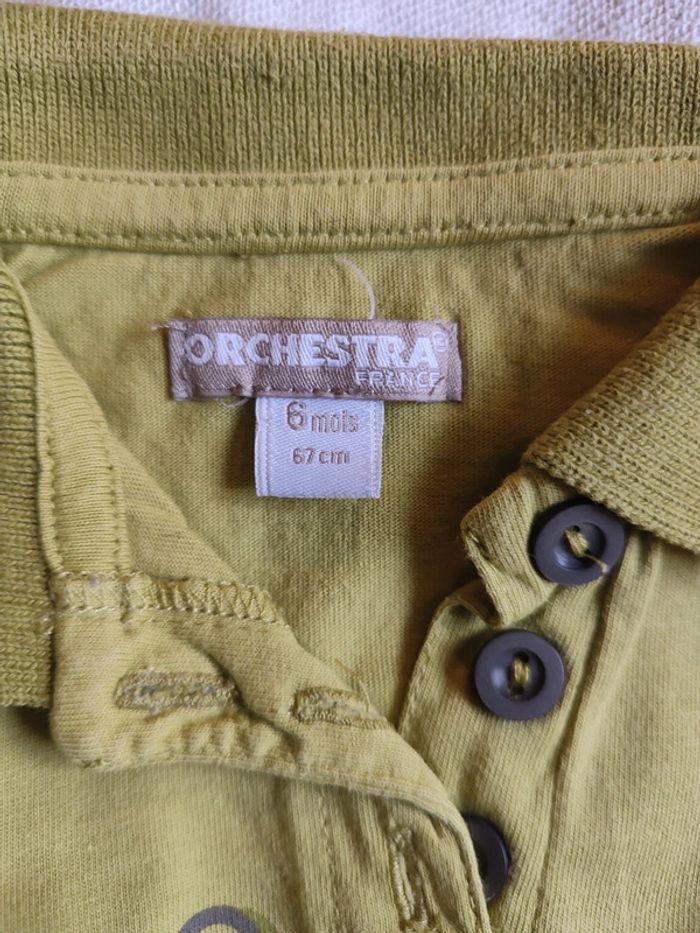 ORCHESTRA®
FRANCE
6 mois
67 cm